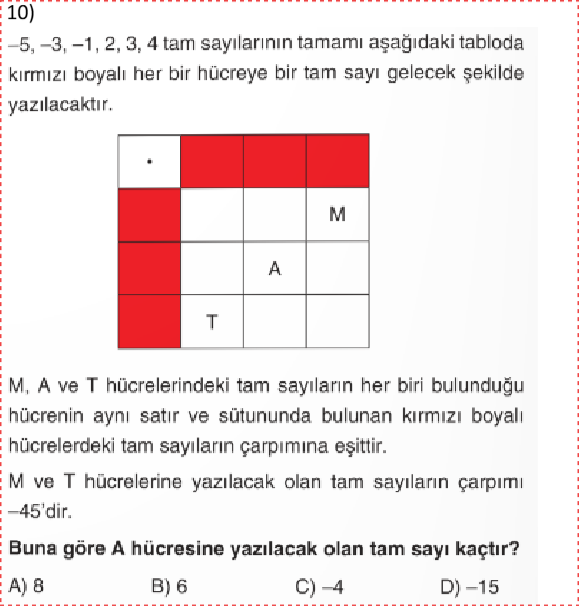 10)
–5, –3, –1, 2, 3, 4 tam sayılarının tamamı aşağıdaki tabloda
kırmızı boyalı her bir hücreye bir tam sayı gelecek şekilde
yazılacaktır.
·
M
A
T
M, A ve T hücrelerindeki tam sayıların her biri bulunduğu
hücrenin aynı satır ve sütununda bulunan kırmızı boyalı
hücrelerdeki tam sayıların çarpımına eşittir.
M ve T hücrelerine yazılacak olan tam sayıların çarpımı
–45'dir.
Buna göre A hücresine yazılacak olan tam sayı kaçtır?
A) 8 B) 6 C) –4 D) –15